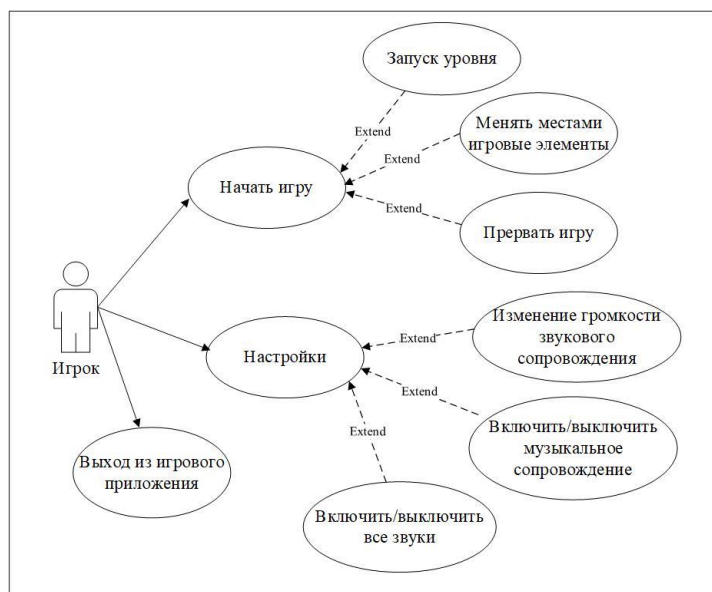 Запуск уровня
Extend
Менять местами
игровые элементы
Extend
Начать игру
Extend
Прервать игру
Игрок
Изменение громкости
звукового
сопровождения
Extend
Настройки
Extend
Включить/выключить
музыкальное
сопровождение
Extend
Выход из игрового
приложения
Включить/выключить
все звуки